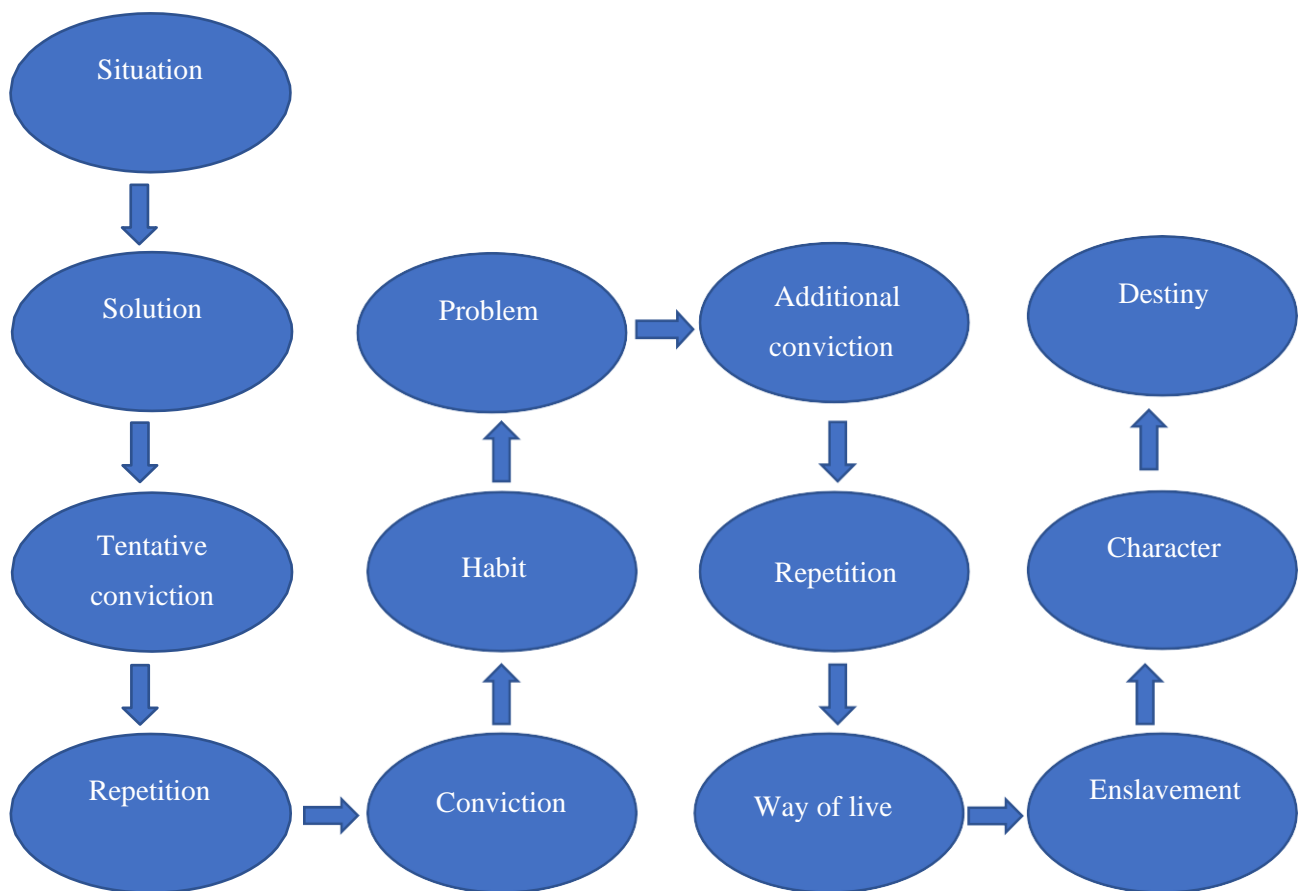 Situation
Solution
Tentative
conviction
Repetition
Conviction
Habit
Problem
Additional
conviction
Repetition
Way of live
Enslavement
Character
Destiny